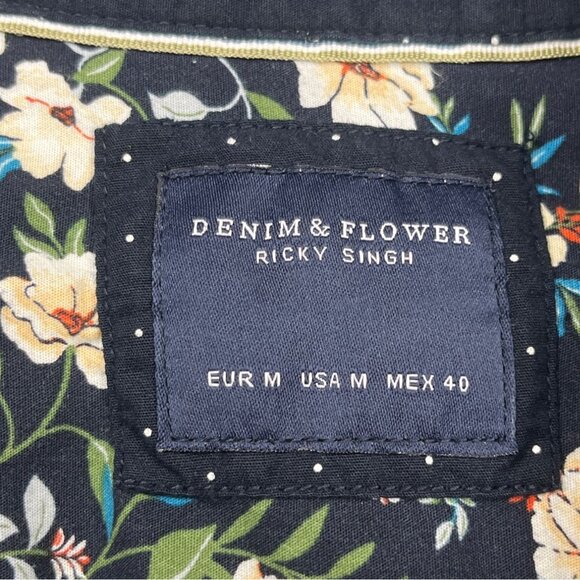 DENIM & FLOWER
RICKY SINGH
EUR M USA M MEX 40